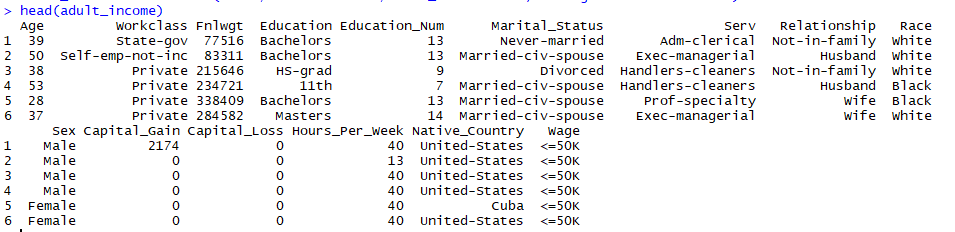 > head(adult_income)
  Age        Workclass Fnlwgt Education Education_Num     Marital_Status              Serv  Relationship  Race
1  39        State-gov  77516 Bachelors            13      Never-married      Adm-clerical Not-in-family White
2  50 Self-emp-not-inc  83311 Bachelors            13 Married-civ-spouse   Exec-managerial       Husband White
3  38          Private 215646   HS-grad             9           Divorced Handlers-cleaners Not-in-family White
4  53          Private 234721      11th             7 Married-civ-spouse Handlers-cleaners       Husband Black
5  28          Private 338409 Bachelors            13 Married-civ-spouse    Prof-specialty          Wife Black
6  37          Private 284582   Masters            14 Married-civ-spouse   Exec-managerial          Wife White
     Sex Capital_Gain Capital_Loss Hours_Per_Week Native_Country  Wage
1   Male         2174            0             40  United-States <=50K
2   Male            0            0             13  United-States <=50K
3   Male            0            0             40  United-States <=50K
4   Male            0            0             40  United-States <=50K
5 Female            0            0             40           Cuba <=50K
6 Female            0            0             40  United-States <=50K